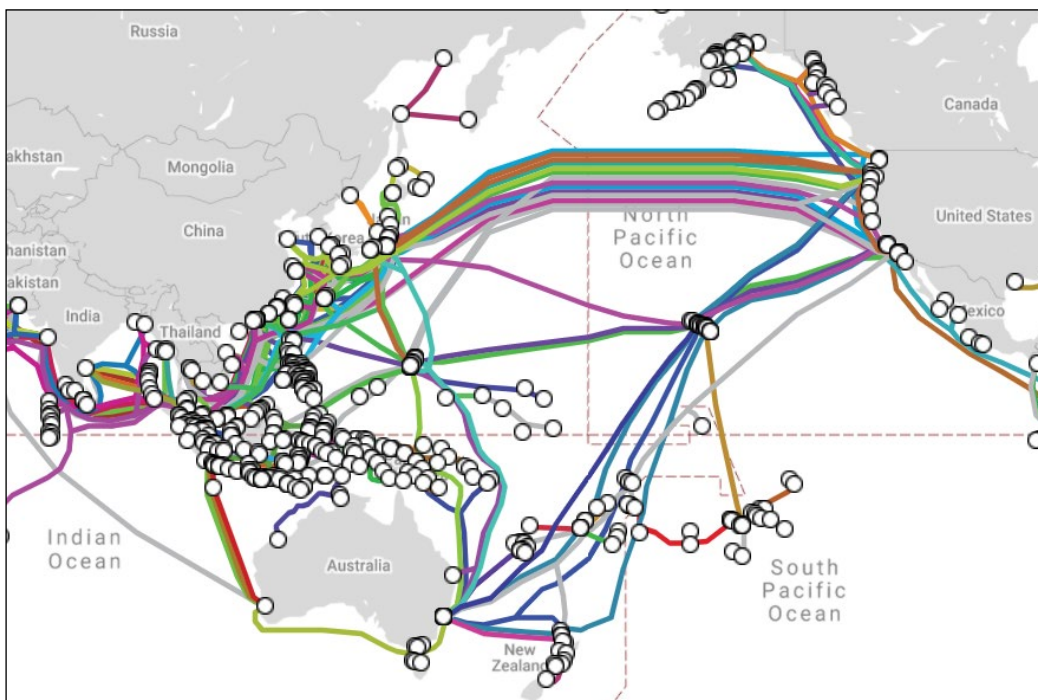 Russia
Canada
Mongolia
China
North
Pacific
Ocean
United States
India
Thailand
Indian
Ocean
Australia
South
Pacific
Ocean
New
Zealand